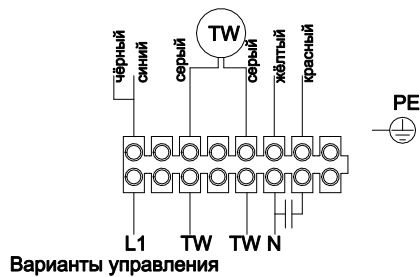 TW
чёрный
синий
серый
серый
жёлтый
красный
PE
L1 TW TW N
Варианты управления